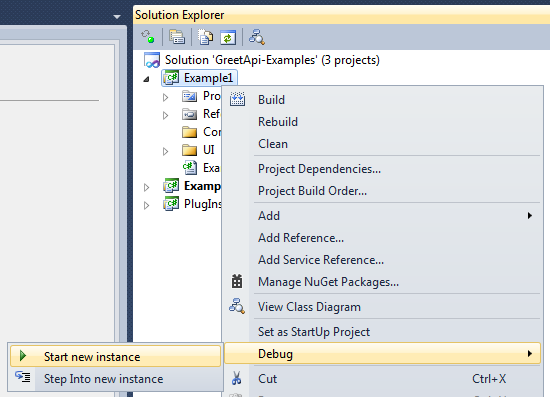 Solution Explorer
Solution 'GreetApi-Examples' (3 projects)
Example1
Pro
Ref
Con
UI
Exa
Examp
PlugIns
Build
Rebuild
Clean
Project Dependencies...
Project Build Order...
Add
Add Reference...
Add Service Reference...
Manage NuGet Packages...
View Class Diagram
Set as StartUp Project
Debug
Cut Ctrl+X
Start new instance
Step Into new instance